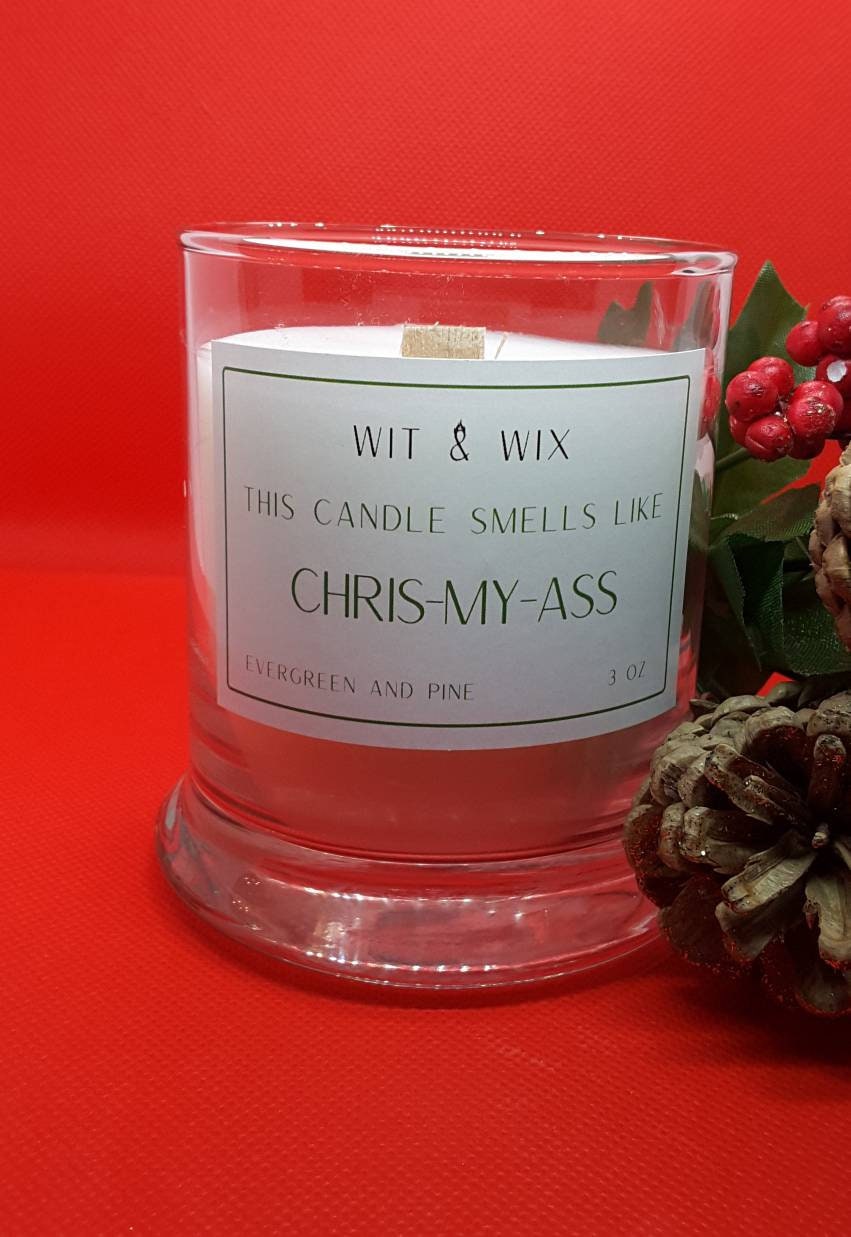 WIT & WIX
THIS CANDLE SMELLS LIKE
CHRIS-MY-ASS
EVERGREEN AND PINE 3 OZ